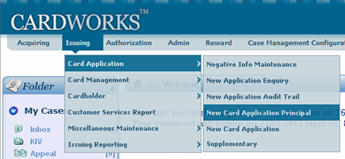 CARDWORKS™
Acquiring Issuing Authorization Admin Reward Case Management Configurat
Card Application
Card Management
Cardholder
Customer Services Report
Miscellaneous Maintenance
Issuing Reporting
Negative Info Maintenance
New Application Enquiry
New Application Audit Trail
New Card Application Principal
New Card Application
Supplementary
Folder
My Cas
Inbox
KIV
Appeal